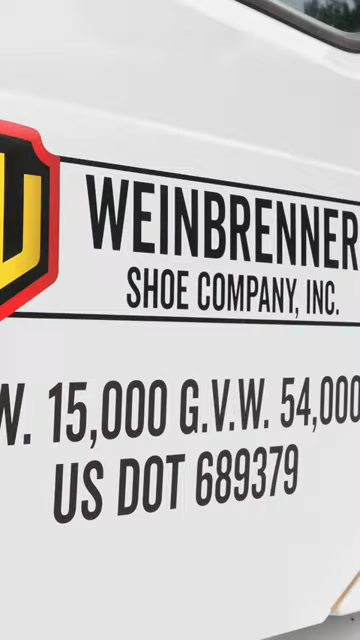 WEINBRENNER
SHOE COMPANY, INC.
W. 15,000 G.V.W. 54,000
US DOT 689379